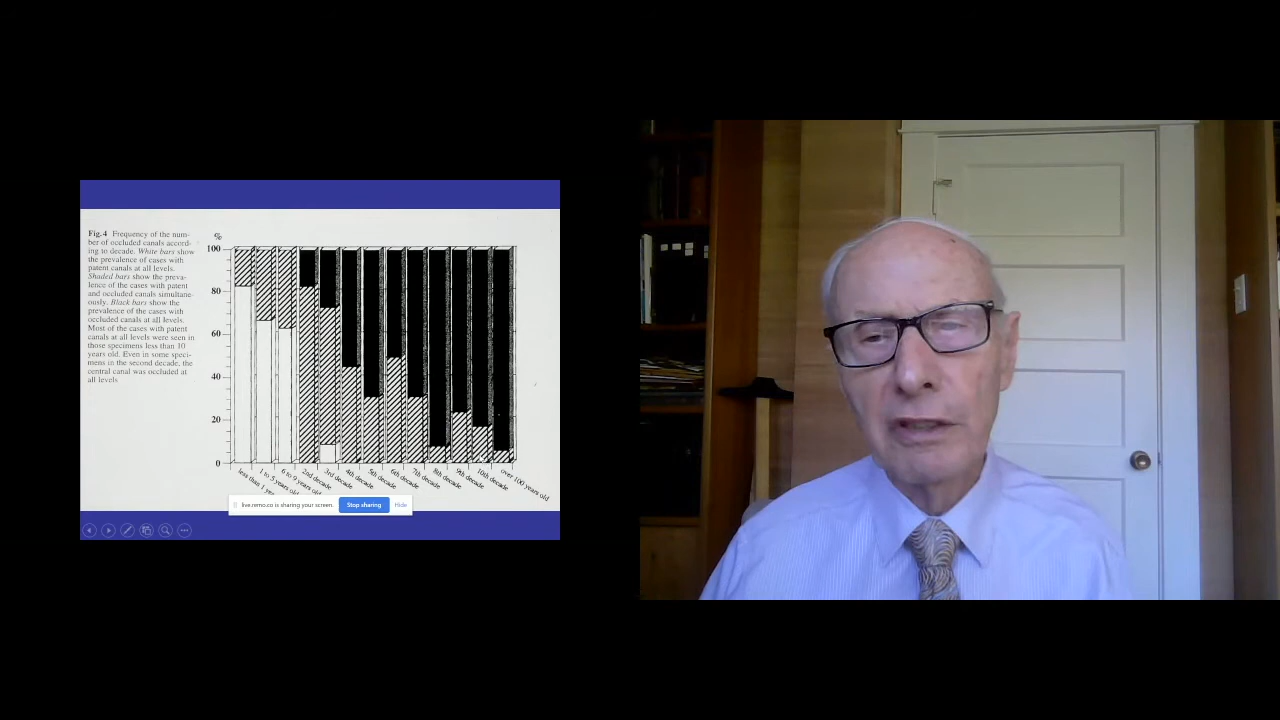 Fig. 4 Frequency of the num-
ber of occluded canals accord-
ing to decade. White bars show
the prevalence of cases with
patent canals at all levels.
Shaded bars show the preva-
lence of the cases with patent
and occluded canals simultane-
ously. Black bars show the
prevalence of the cases with
occluded canals at all levels.
Most of the cases with patent
canals at all levels were seen in
those specimens less than 10
years old. Even in some speci-
mens in the second decade, the
central canal was occluded at
all levels
%
100
80
60
40
20
0
less than 1
1 to 5 years old
6 to 9 years old
2nd decade
3rd decade
4th decade
5th decade
6th decade
7th decade
8th decade
9th decade
10th decade
over 100 years old
live.remo.co is sharing your screen.
Stop sharing
Hide